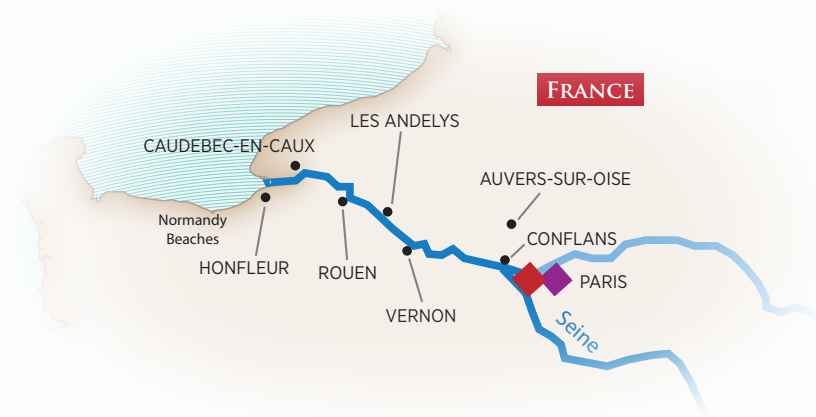 FRANCE
LES ANDELYS
CAUDEBEC-EN-CAUX
AUVERS-SUR-OISE
Normandy
Beaches
CONFLANS
HONFLEUR
ROUEN
PARIS
VERNON
Seine